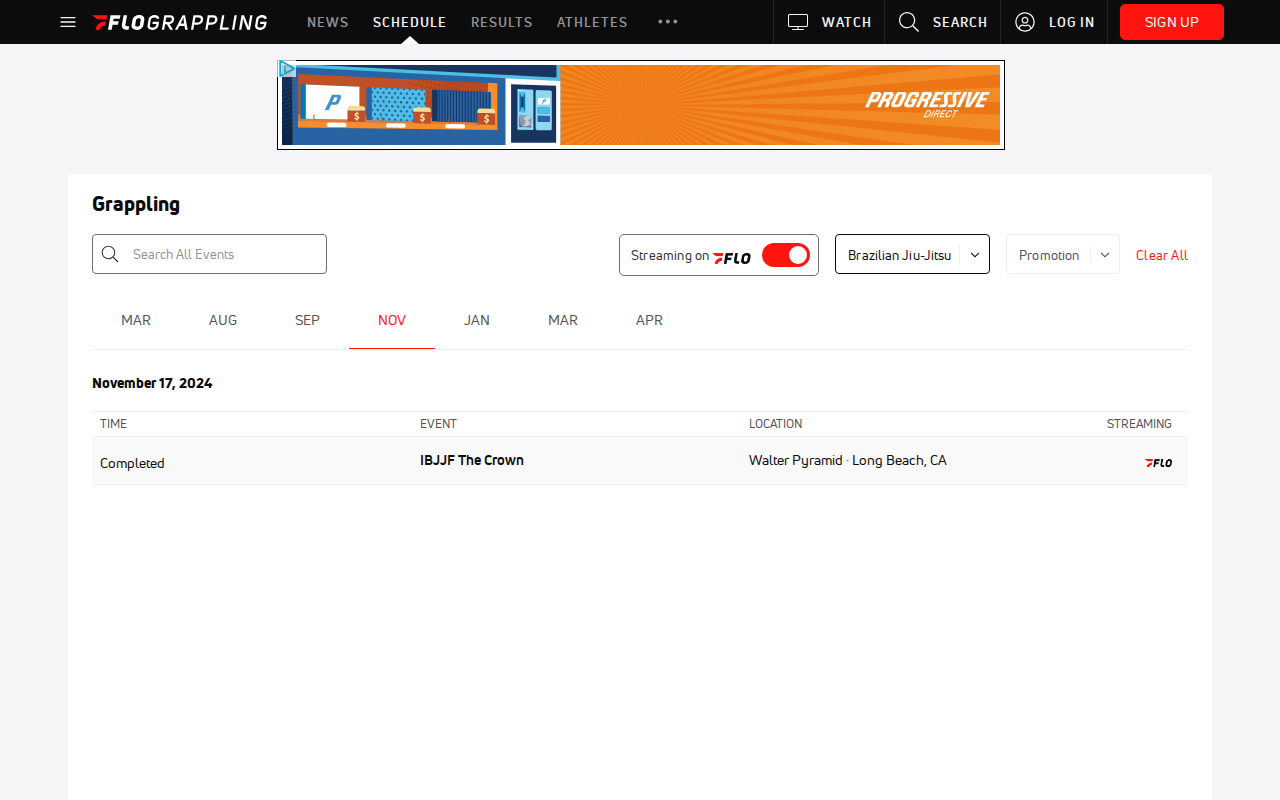 FLOGRAPPLING NEWS SCHEDULE RESULTS ATHLETES WATCH SEARCH LOG IN SIGN UP
P $ $ $ P PROGRESSIVE
DIRECT
Grappling
Search All Events Streaming on FLO Brazilian Jiu-Jitsu Promotion Clear All
MAR AUG SEP NOV JAN MAR APR
November 17, 2024
TIME EVENT LOCATION STREAMING
Completed IBJJF The Crown Walter Pyramid · Long Beach, CA FLO